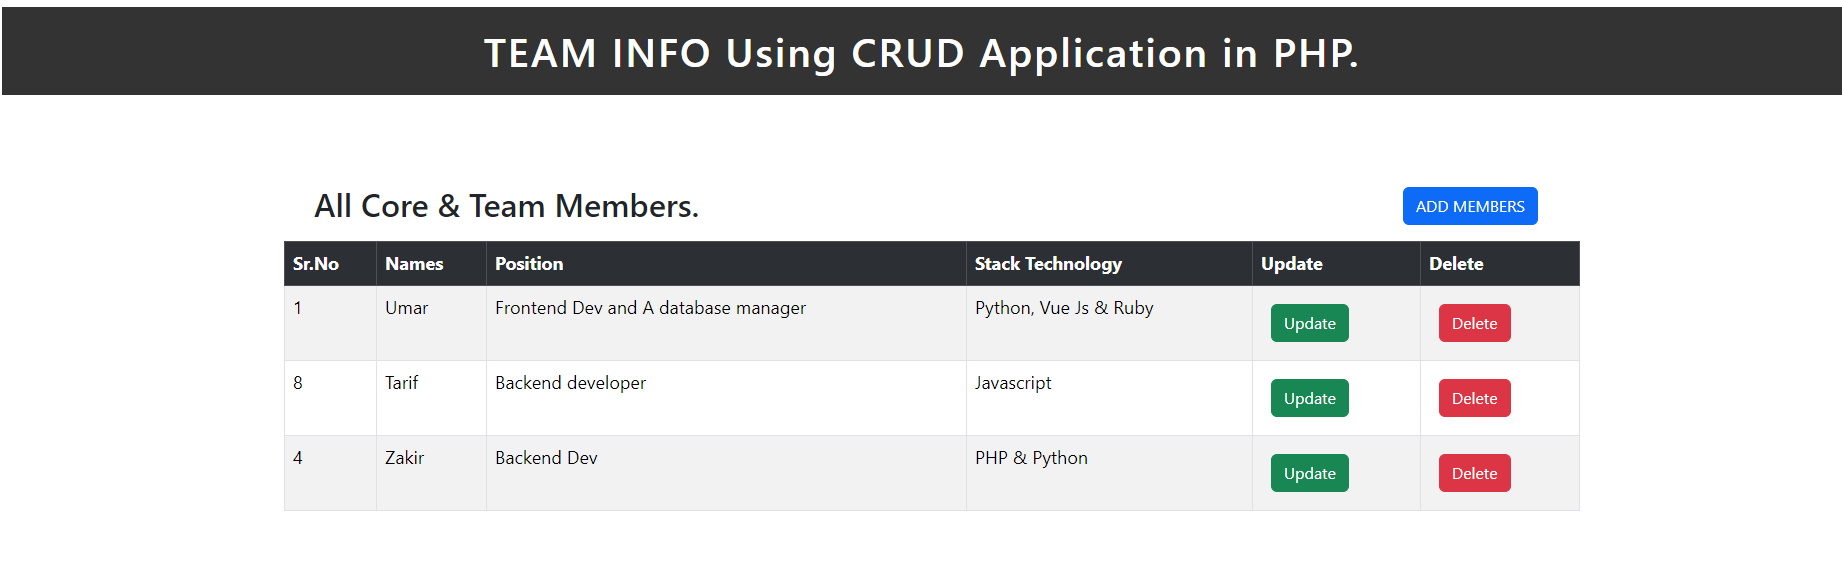 TEAM INFO Using CRUD Application in PHP.
All Core & Team Members.
ADD MEMBERS
Sr.No Names Position Stack Technology Update Delete
1 Umar Frontend Dev and A database manager Python, Vue Js & Ruby Update Delete
8 Tarif Backend developer Javascript Update Delete
4 Zakir Backend Dev PHP & Python Update Delete